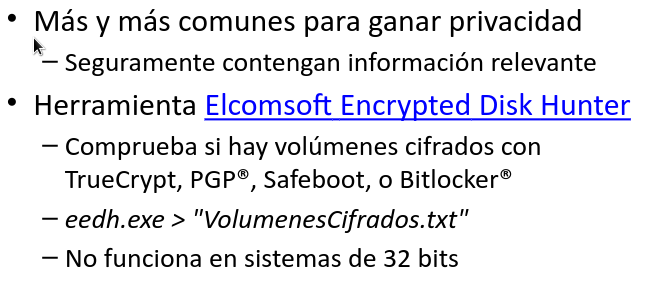 • Más y más comunes para ganar privacidad
– Seguramente contengan información relevante
• Herramienta Elcomsoft Encrypted Disk Hunter
– Comprueba si hay volúmenes cifrados con
TrueCrypt, PGP®, Safeboot, o Bitlocker®
– eedh.exe > "VolumenesCifrados.txt"
– No funciona en sistemas de 32 bits